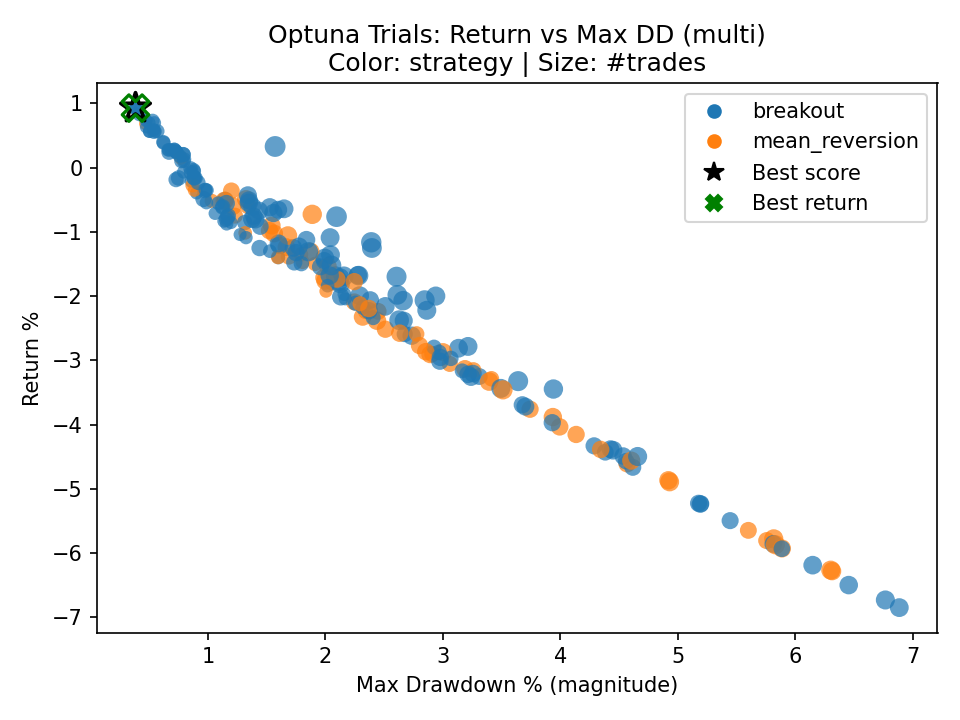 Optuna Trials: Return vs Max DD (multi)
Color: strategy | Size: #trades
breakout
mean_reversion
Best score
Best return
Return %
1
0
−1
−2
−3
−4
−5
−6
−7
1
2
3
4
5
6
7
Max Drawdown % (magnitude)